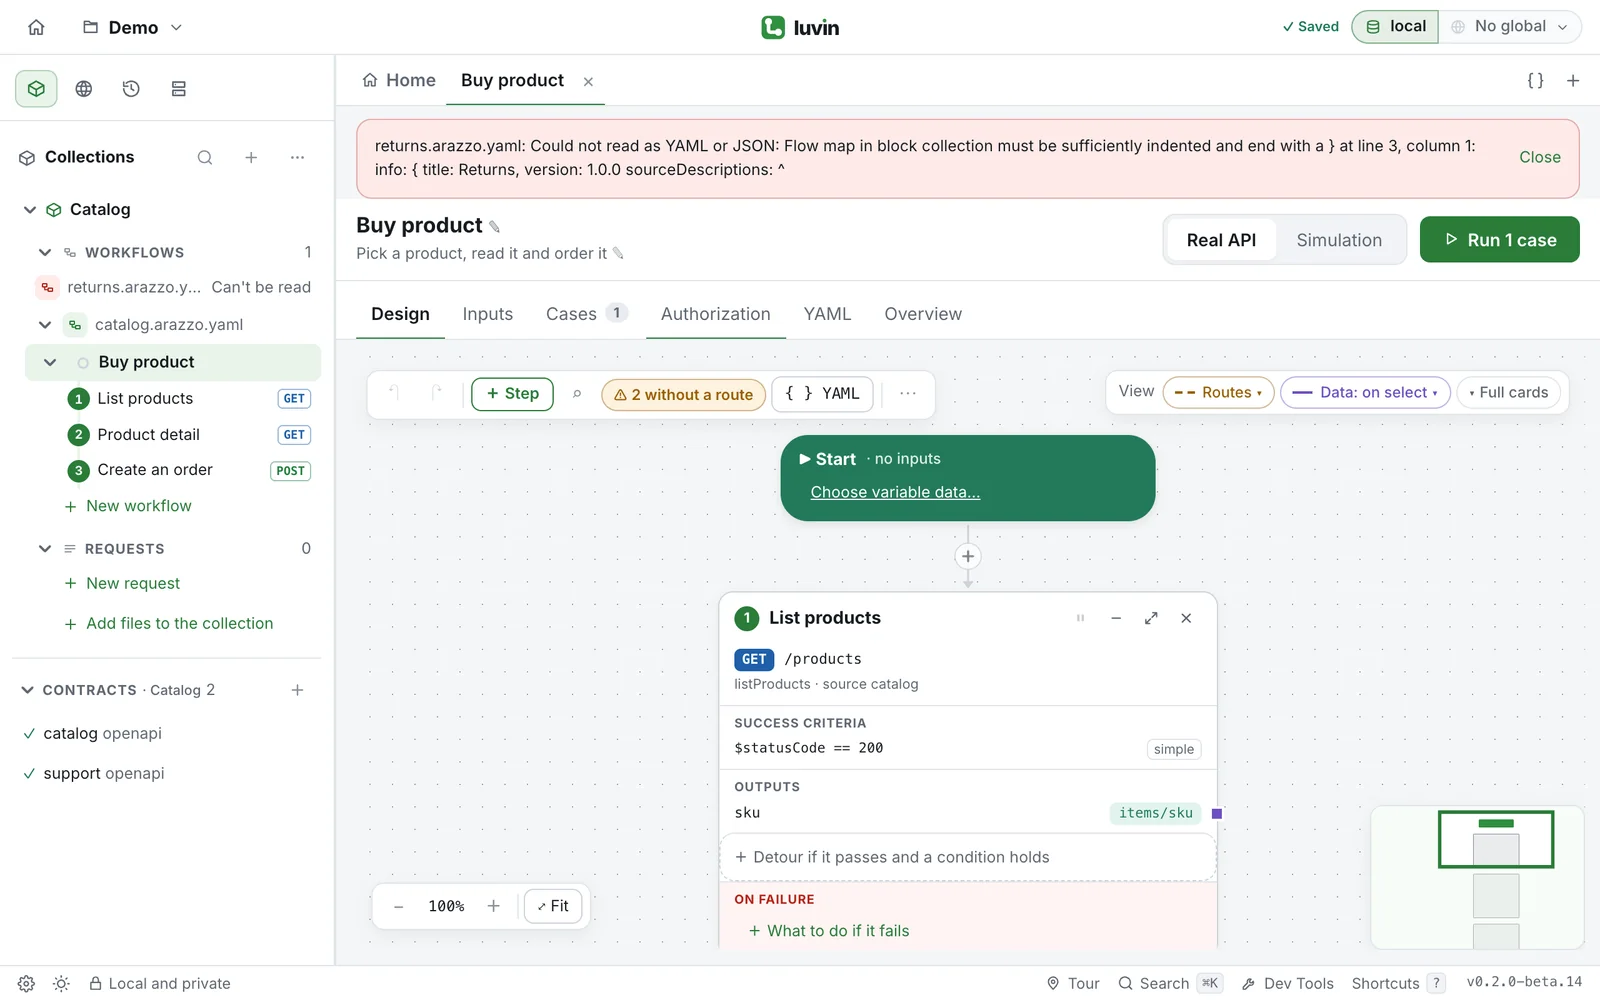 Demo
luvin
Saved
local
No global
Home
Buy product
Collections
returns.arazzo.yaml: Could not read as YAML or JSON: Flow map in block collection must be sufficiently indented and end with a } at line 3, column 1:
info: { title: Returns, version: 1.0.0 sourceDescriptions: ^
Close
Catalog
WORKFLOWS 1
returns.arazzo.y... Can't be read
catalog.arazzo.yaml
Buy product
1 List products GET
2 Product detail GET
3 Create an order POST
+ New workflow
REQUESTS 0
+ New request
+ Add files to the collection
CONTRACTS · Catalog 2
catalog openapi
support openapi
Buy product
Pick a product, read it and order it
Real API
Simulation
Run 1 case
Design
Inputs
Cases 1
Authorization
YAML
Overview
+ Step
2 without a route
{ } YAML
...
View
Routes
Data: on select
Full cards
Start · no inputs
Choose variable data...
1 List products
GET /products
listProducts · source catalog
SUCCESS CRITERIA
$statusCode == 200 simple
OUTPUTS
sku items/sku
+ Detour if it passes and a condition holds
ON FAILURE
+ What to do if it fails
− 100% +
Fit
Local and private
Tour
Search ⌘K
Dev Tools
Shortcuts ?
v0.2.0-beta.14